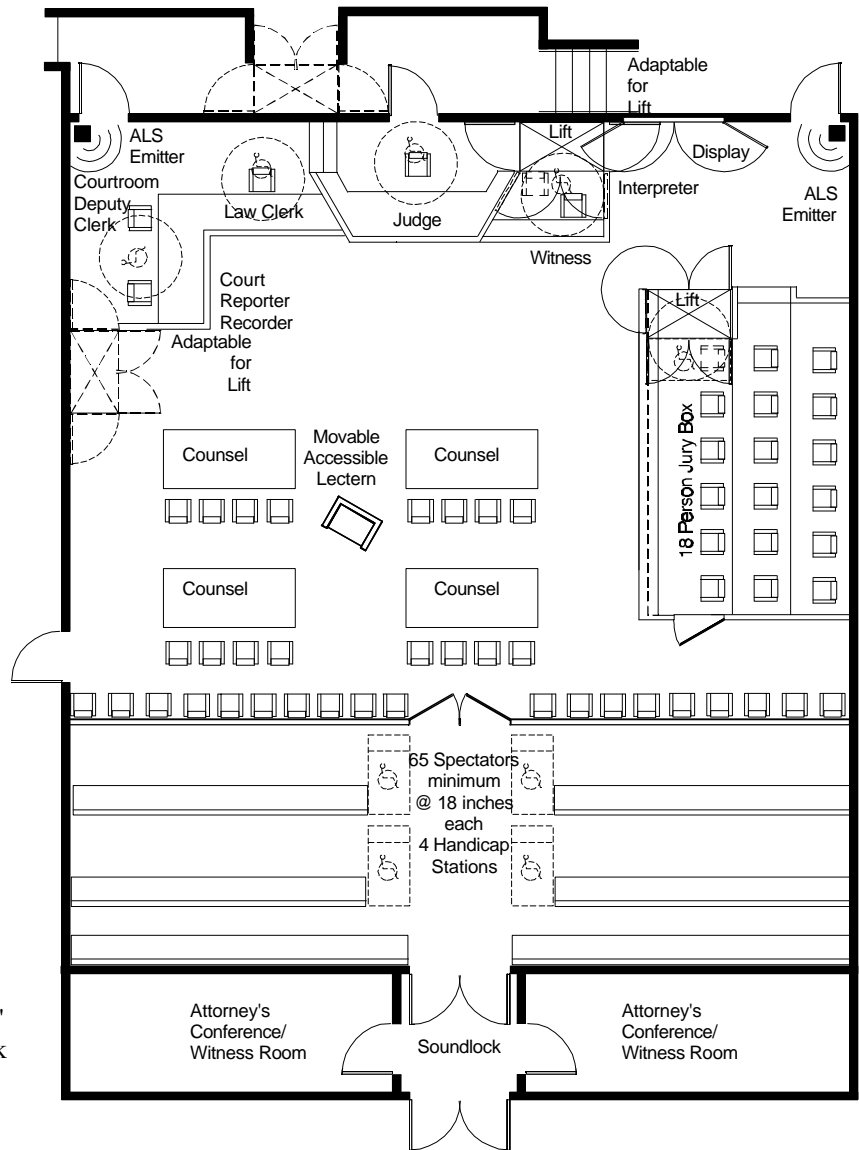 Adaptable
for
Lift
ALS
Emitter
Lift
Display
Courtroom
Deputy
Clerk
Law Clerk
Judge
Interpreter
ALS
Emitter
Witness
Court
Reporter
Recorder
Lift
Adaptable
for
Lift
Counsel
Movable
Accessible
Lectern
Counsel
18 Person Jury Box
Counsel
Counsel
65 Spectators
minimum
@ 18 inches
each
4 Handicap
Stations
Attorney's
Conference/
Witness Room
Soundlock
Attorney's
Conference/
Witness Room